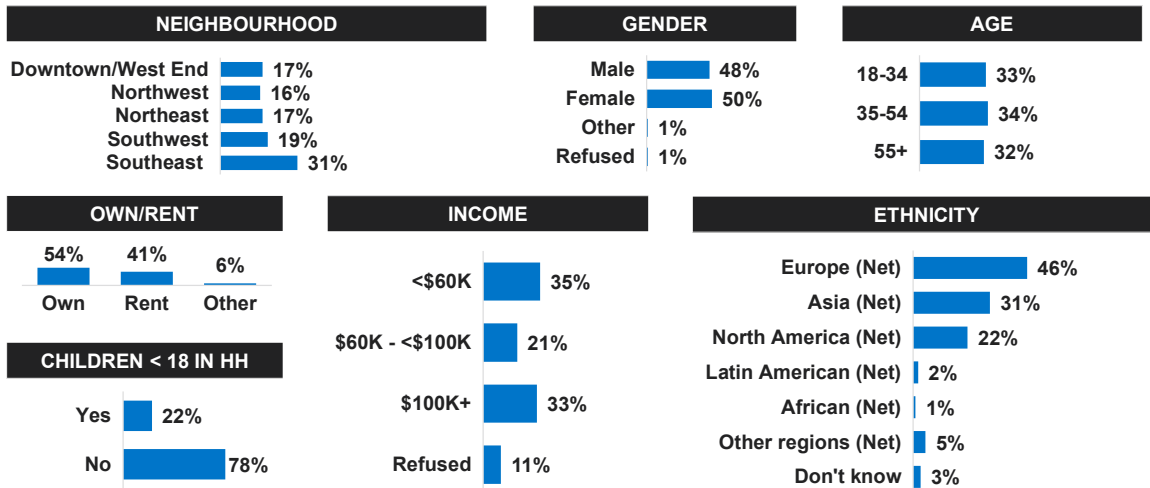 NEIGHBOURHOOD
Downtown/West End 17%
Northwest 16%
Northeast 17%
Southwest 19%
Southeast 31%
GENDER
Male 48%
Female 50%
Other 1%
Refused 1%
AGE
18-34 33%
35-54 34%
55+ 32%
OWN/RENT
54% 41% 6%
Own Rent Other
CHILDREN < 18 IN HH
Yes 22%
No 78%
INCOME
<$60K 35%
$60K - <$100K 21%
$100K+ 33%
Refused 11%
ETHNICITY
Europe (Net) 46%
Asia (Net) 31%
North America (Net) 22%
Latin American (Net) 2%
African (Net) 1%
Other regions (Net) 5%
Don't know 3%